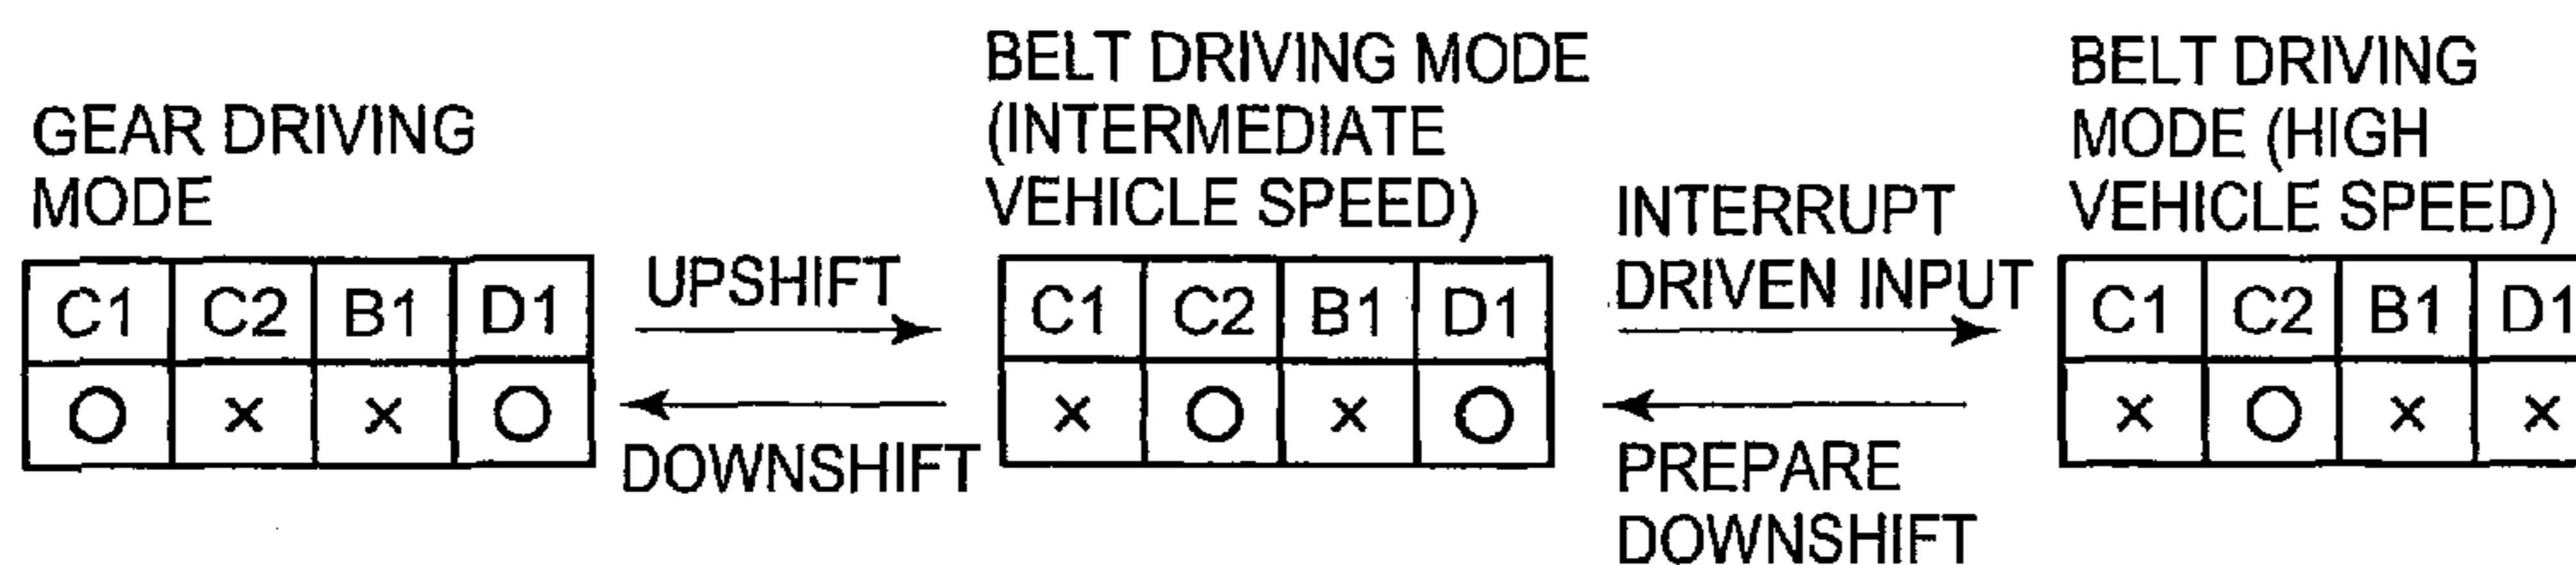 GEAR DRIVING
MODE
C1 C2 B1 D1
○ × × ○
UPSHIFT
DOWNSHIFT
BELT DRIVING MODE
(INTERMEDIATE
VEHICLE SPEED)
C1 C2 B1 D1
× ○ × ○
INTERRUPT
DRIVEN INPUT
PREPARE
DOWNSHIFT
BELT DRIVING
MODE (HIGH
VEHICLE SPEED)
C1 C2 B1 D1
× ○ × ×